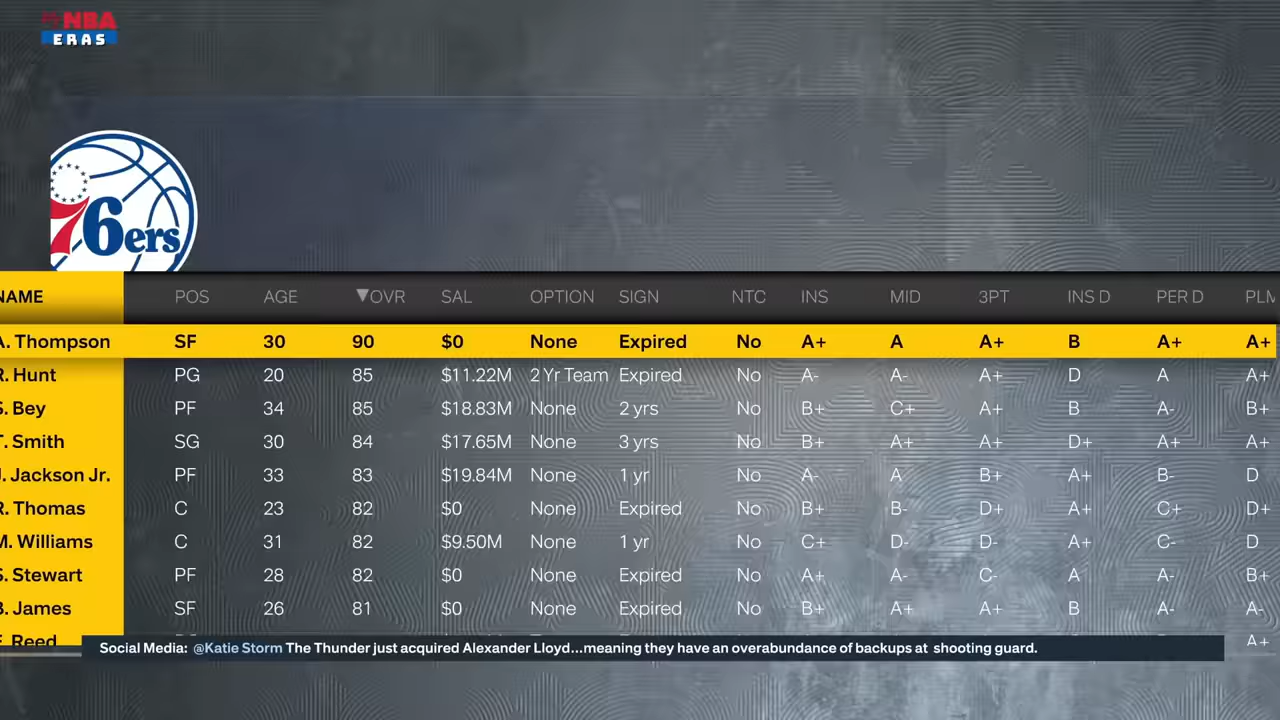 NBA
ERAS
76ers
NAME POS AGE ▼OVR SAL OPTION SIGN NTC INS MID 3PT INS D PER D PLM
A. Thompson SF 30 90 $0 None Expired No A+ A A+ B A+ A+
R. Hunt PG 20 85 $11.22M 2 Yr Team Expired No A- A- A+ D A A+
S. Bey PF 34 85 $18.83M None 2 yrs No B+ C+ A+ B A- B+
T. Smith SG 30 84 $17.65M None 3 yrs No B+ A+ A+ D+ A+ A+
J. Jackson Jr. PF 33 83 $19.84M None 1 yr No A- A B+ A+ B- D
R. Thomas C 23 82 $0 None Expired No B+ B- D+ A+ C+ D+
M. Williams C 31 82 $9.50M None 1 yr No C+ D- D- A+ C- D
S. Stewart PF 28 82 $0 None Expired No A+ A- C- A A- B+
B. James SF 26 81 $0 None Expired No B+ A+ A+ B A- A-
Reed A+
Social Media: @Katie Storm The Thunder just acquired Alexander Lloyd...meaning they have an overabundance of backups at shooting guard.